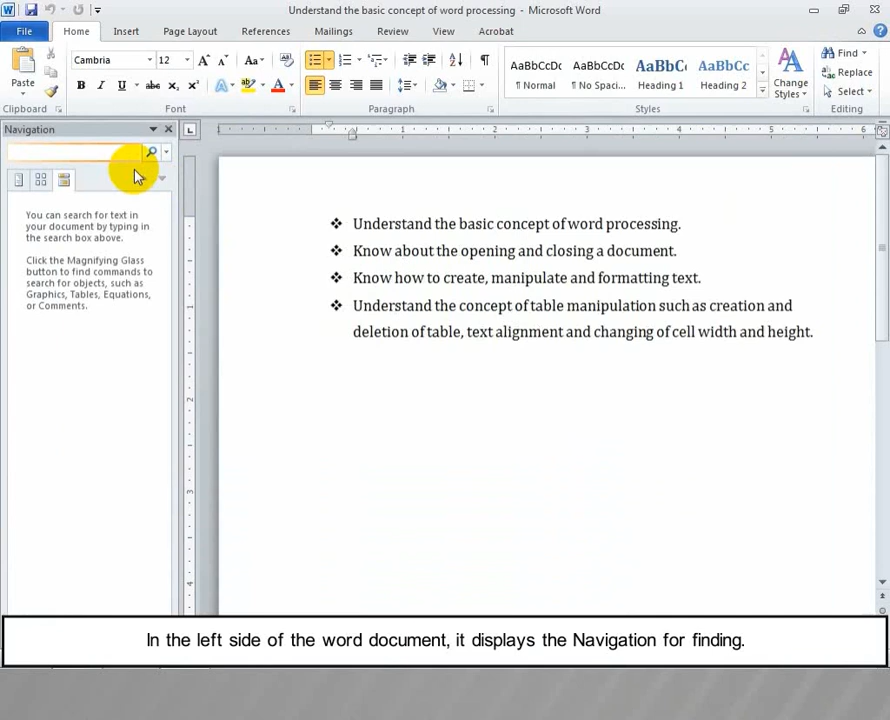 Understand the basic concept of word processing - Microsoft Word
File Home Insert Page Layout References Mailings Review View Acrobat
Paste
Clipboard
Cambria 12
Font
Paragraph
AaBbCcDc AaBbCcDc AaBbCc AaBbCc
¶ Normal ¶ No Spaci... Heading 1 Heading 2
Change
Styles
Styles
Find
Replace
Select
Editing
Navigation
You can search for text in
your document by typing in
the search box above.
Click the Magnifying Glass
button to find commands to
search for objects, such as
Graphics, Tables, Equations,
or Comments.
❖ Understand the basic concept of word processing.
❖ Know about the opening and closing a document.
❖ Know how to create, manipulate and formatting text.
❖ Understand the concept of table manipulation such as creation and
deletion of table, text alignment and changing of cell width and height.
In the left side of the word document, it displays the Navigation for finding.